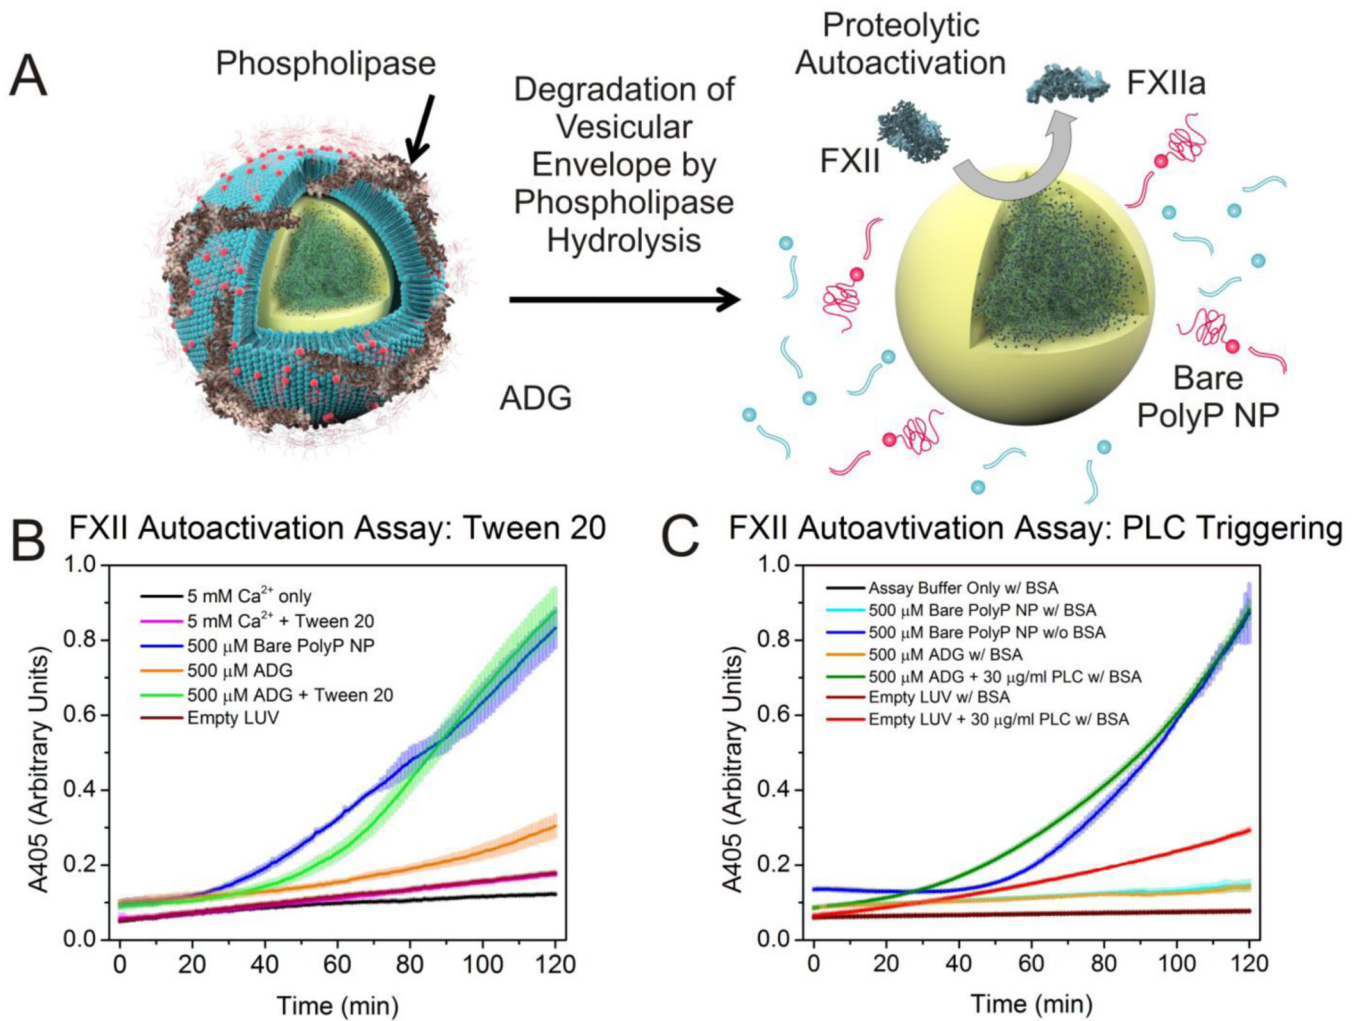 A
Phospholipase
Degradation of
Vesicular
Envelope by
Phospholipase
Hydrolysis
ADG
Proteolytic
Autoactivation
FXIIa
FXII
Bare
PolyP NP
B
FXII Autoactivation Assay: Tween 20
1.0
0.8
0.6
0.4
0.2
0.0
A405 (Arbitrary Units)
5 mM Ca²⁺ only
5 mM Ca²⁺ + Tween 20
500 μM Bare PolyP NP
500 μM ADG
500 μM ADG + Tween 20
Empty LUV
0 20 40 60 80 100 120
Time (min)
C
FXII Autoavtivation Assay: PLC Triggering
1.0
0.8
0.6
0.4
0.2
0.0
A405 (Arbitrary Units)
Assay Buffer Only w/ BSA
500 μM Bare PolyP NP w/ BSA
500 μM Bare PolyP NP w/o BSA
500 μM ADG w/ BSA
500 μM ADG + 30 μg/ml PLC w/ BSA
Empty LUV w/ BSA
Empty LUV + 30 μg/ml PLC w/ BSA
0 20 40 60 80 100 120
Time (min)